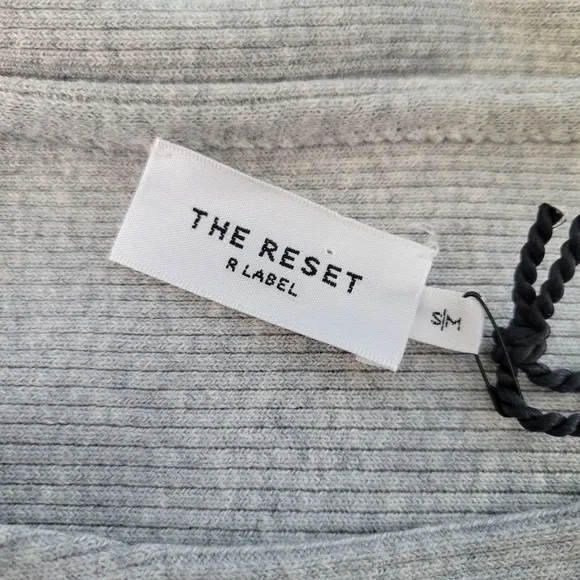 THE RESET
R LABEL
S|M